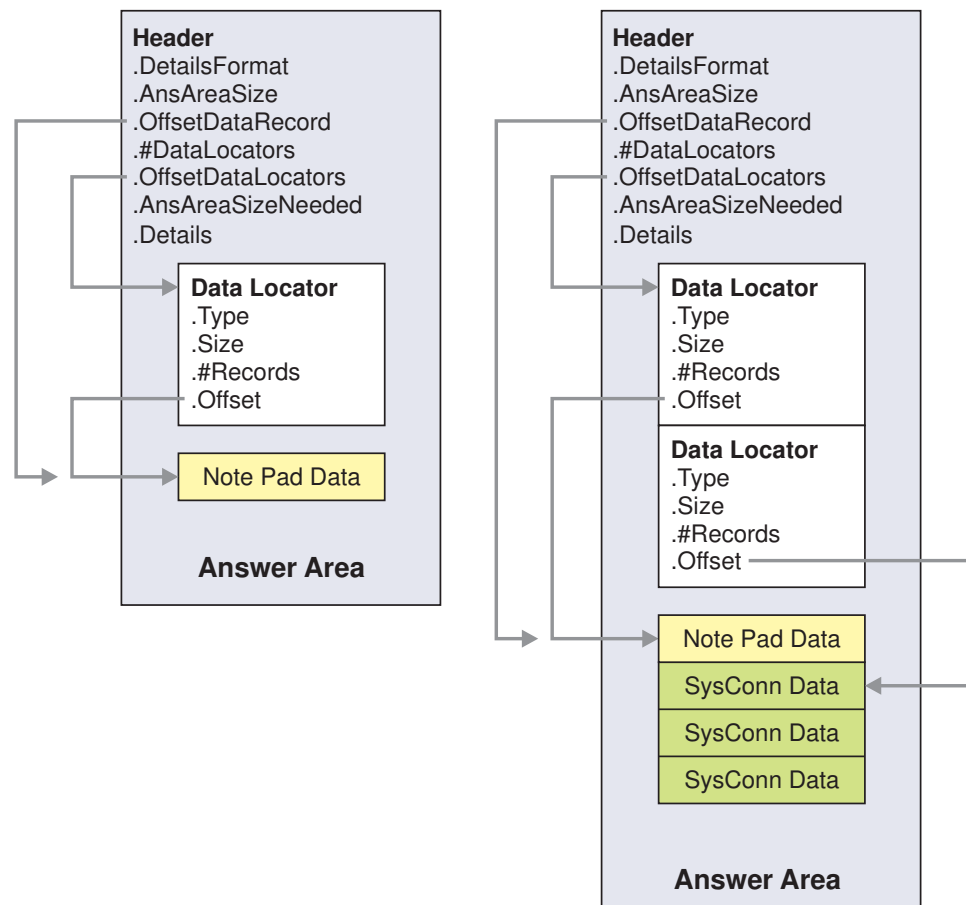 Header
.DetailsFormat
.AnsAreaSize
.OffsetDataRecord
.#DataLocators
.OffsetDataLocators
.AnsAreaSizeNeeded
.Details
Data Locator
.Type
.Size
.#Records
.Offset
Note Pad Data
Answer Area
Header
.DetailsFormat
.AnsAreaSize
.OffsetDataRecord
.#DataLocators
.OffsetDataLocators
.AnsAreaSizeNeeded
.Details
Data Locator
.Type
.Size
.#Records
.Offset
Data Locator
.Type
.Size
.#Records
.Offset
Note Pad Data
SysConn Data
SysConn Data
SysConn Data
Answer Area